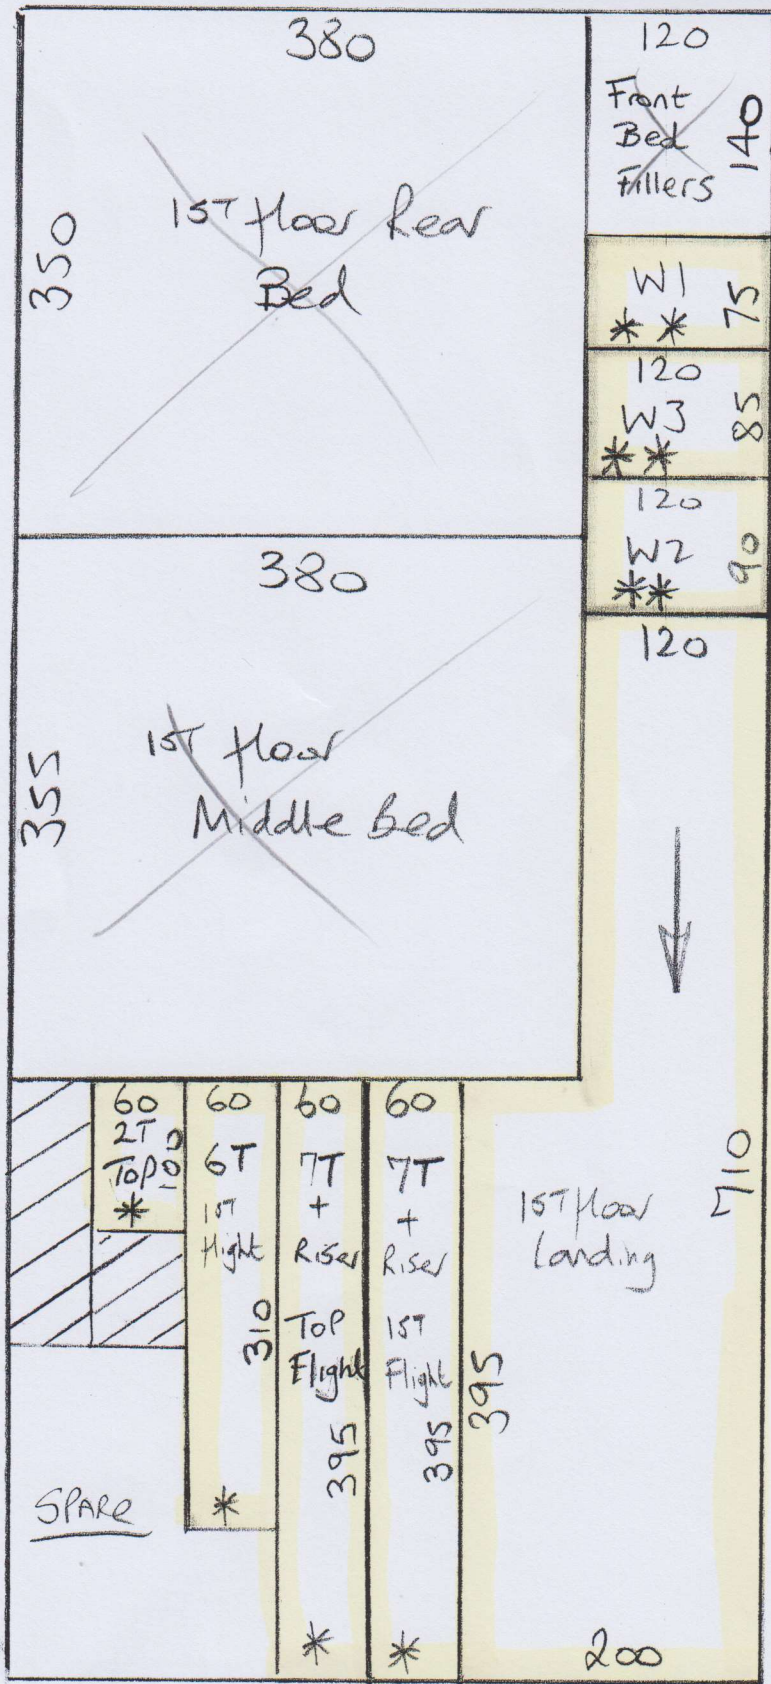 380
350
1ST floor Rear
Bed
120
Front
Bed
Fillers
140
W1
* *
75
120
W3
* *
85
120
W2
**
90
380
355
1ST floor
Middle Bed
120
710
1ST floor
Landing
395
200
60
2T
Top
100
*
60
6T
1ST
Flight
310
*
60
7T
+
Riser
Top
Flight
395
*
60
7T
+
Riser
1ST
Flight
395
*
SPARe